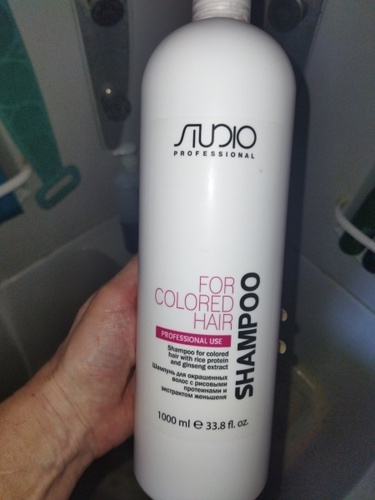 STUDIO
PROFESSIONAL
FOR
COLORED
HAIR
SHAMPOO
PROFESSIONAL USE
Shampoo for colored
hair with rice protein
and ginseng extract
Шампунь для окрашенных
волос с рисовыми
протеинами и
экстрактом женьшеня
1000 ml ℮ 33.8 fl. oz.